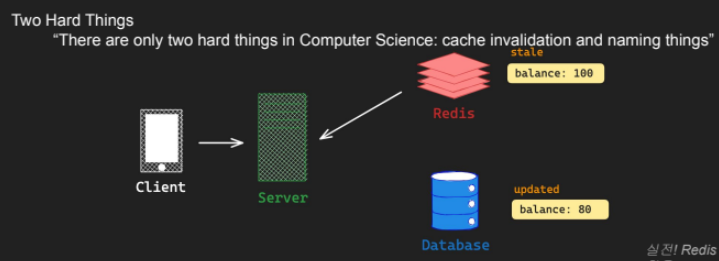 Two Hard Things
“There are only two hard things in Computer Science: cache invalidation and naming things”
stale
balance: 100
Redis
Client
Server
updated
balance: 80
Database
실전! Redis